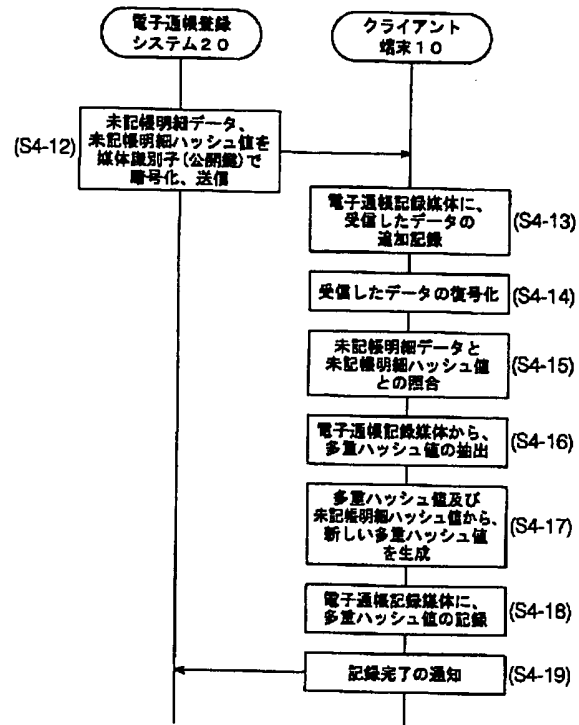 電子通帳登録
システム20
クライアント
端末10
(S4-12)
未記帳明細データ、
未記帳明細ハッシュ値を
媒体識別子(公開鍵)で
暗号化、送信
電子通帳記録媒体に、
受信したデータの
追加記録
(S4-13)
受信したデータの復号化
(S4-14)
未記帳明細データと
未記帳明細ハッシュ値
との照合
(S4-15)
電子通帳記録媒体から、
多重ハッシュ値の抽出
(S4-16)
多重ハッシュ値及び
未記帳明細ハッシュ値から、
新しい多重ハッシュ値
を生成
(S4-17)
電子通帳記録媒体に、
多重ハッシュ値の記録
(S4-18)
記録完了の通知
(S4-19)